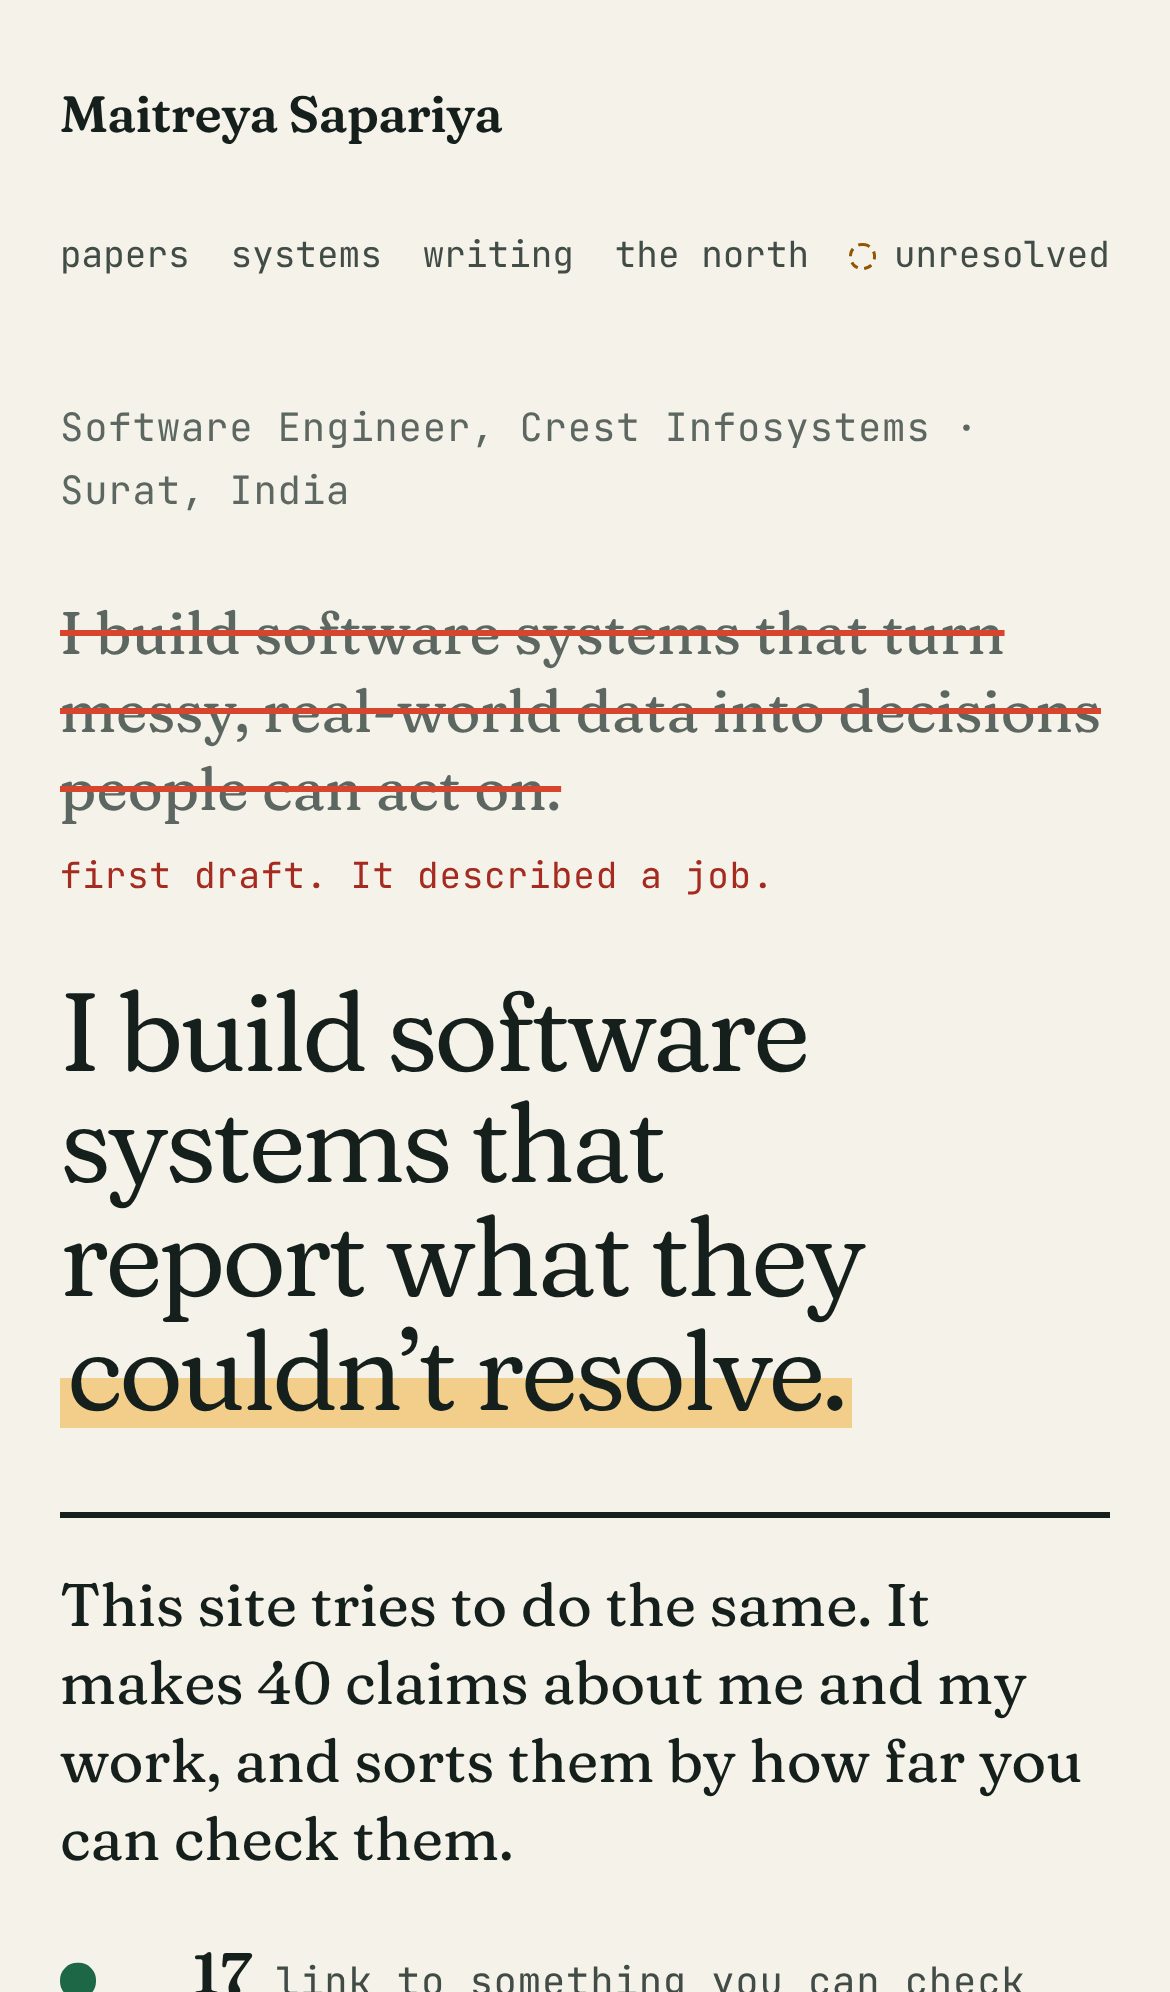 Maitreya Sapariya
papers systems writing the north unresolved
Software Engineer, Crest Infosystems ·
Surat, India
I build software systems that turn
messy, real-world data into decisions
people can act on.
first draft. It described a job.
I build software
systems that
report what they
couldn’t resolve.
This site tries to do the same. It
makes 40 claims about me and my
work, and sorts them by how far you
can check them.
17 link to something you can check